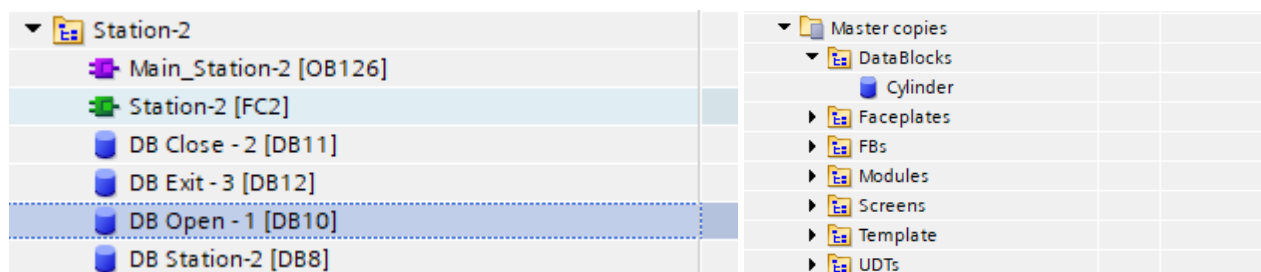 Station-2
Main_Station-2 [OB126]
Station-2 [FC2]
DB Close - 2 [DB11]
DB Exit - 3 [DB12]
DB Open - 1 [DB10]
DB Station-2 [DB8]
Master copies
DataBlocks
Cylinder
Faceplates
FBs
Modules
Screens
Template
UDTs